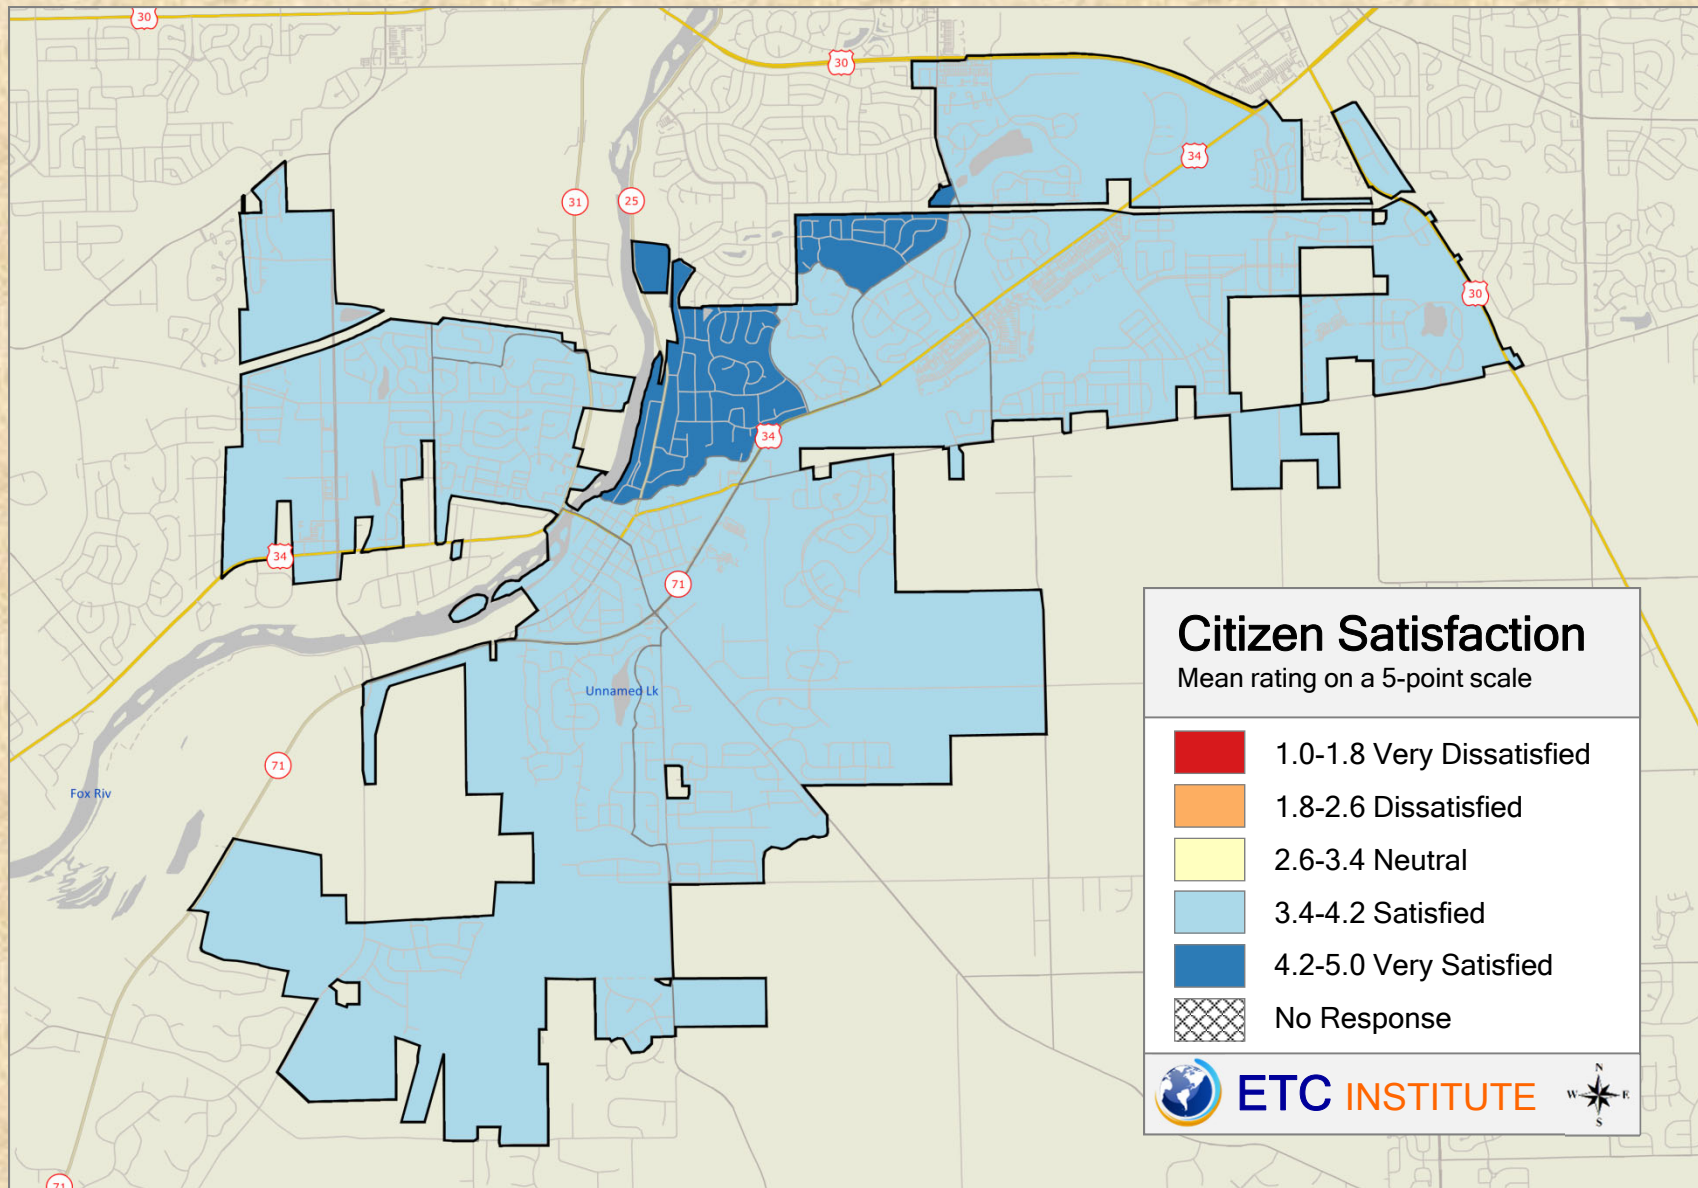 30
30
34
31
25
30
34
34
71
Unnamed Lk
71
Fox Riv
71
Citizen Satisfaction
Mean rating on a 5-point scale
1.0-1.8 Very Dissatisfied
1.8-2.6 Dissatisfied
2.6-3.4 Neutral
3.4-4.2 Satisfied
4.2-5.0 Very Satisfied
No Response
ETC INSTITUTE
N
W E
S